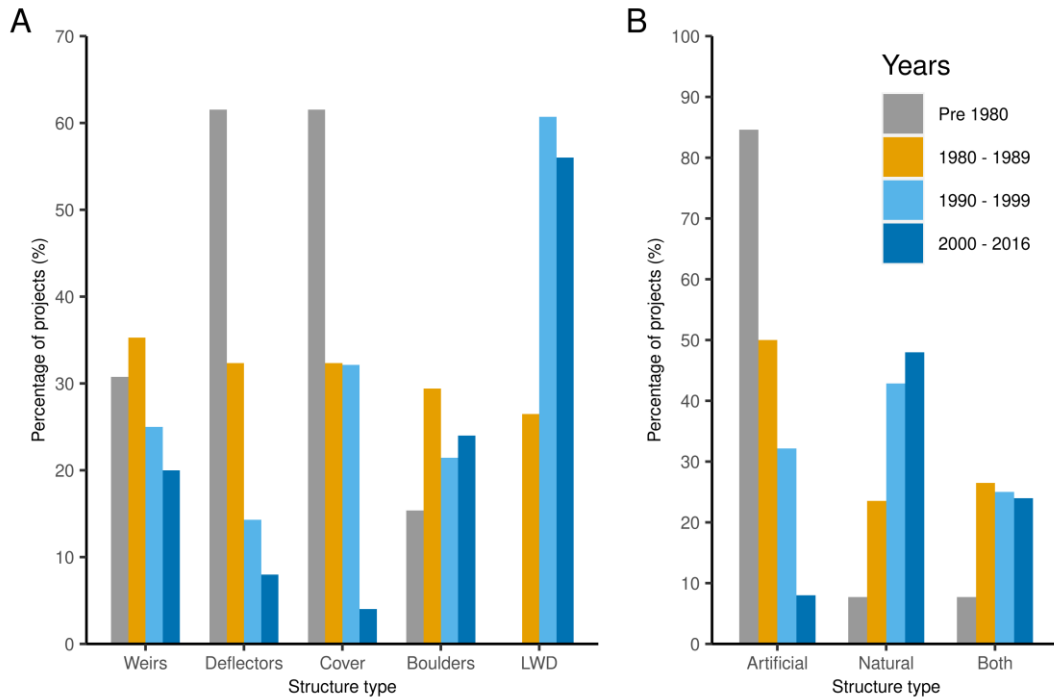 A
70
60
50
40
30
20
10
0
Percentage of projects (%)
Weirs Deflectors Cover Boulders LWD
Structure type
B
100
90
80
70
60
50
40
30
20
10
0
Percentage of projects (%)
Years
Pre 1980
1980 - 1989
1990 - 1999
2000 - 2016
Artificial Natural Both
Structure type